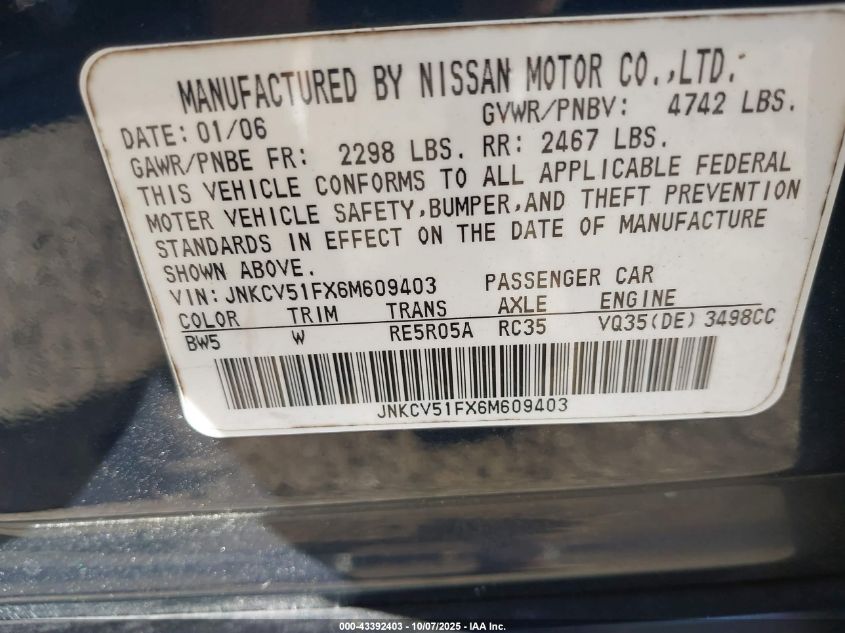 MANUFACTURED BY NISSAN MOTOR CO.,LTD.
DATE: 01/06 GVWR/PNBV: 4742 LBS.
GAWR/PNBE FR: 2298 LBS. RR: 2467 LBS.
THIS VEHICLE CONFORMS TO ALL APPLICABLE FEDERAL
MOTER VEHICLE SAFETY,BUMPER,AND THEFT PREVENTION
STANDARDS IN EFFECT ON THE DATE OF MANUFACTURE
SHOWN ABOVE.
VIN: JNKCV51FX6M609403 PASSENGER CAR
COLOR TRIM TRANS AXLE ENGINE
BW5 W RE5R05A RC35 VQ35(DE) 3498CC
JNKCV51FX6M609403
000-43392403 - 10/07/2025 - IAA Inc.